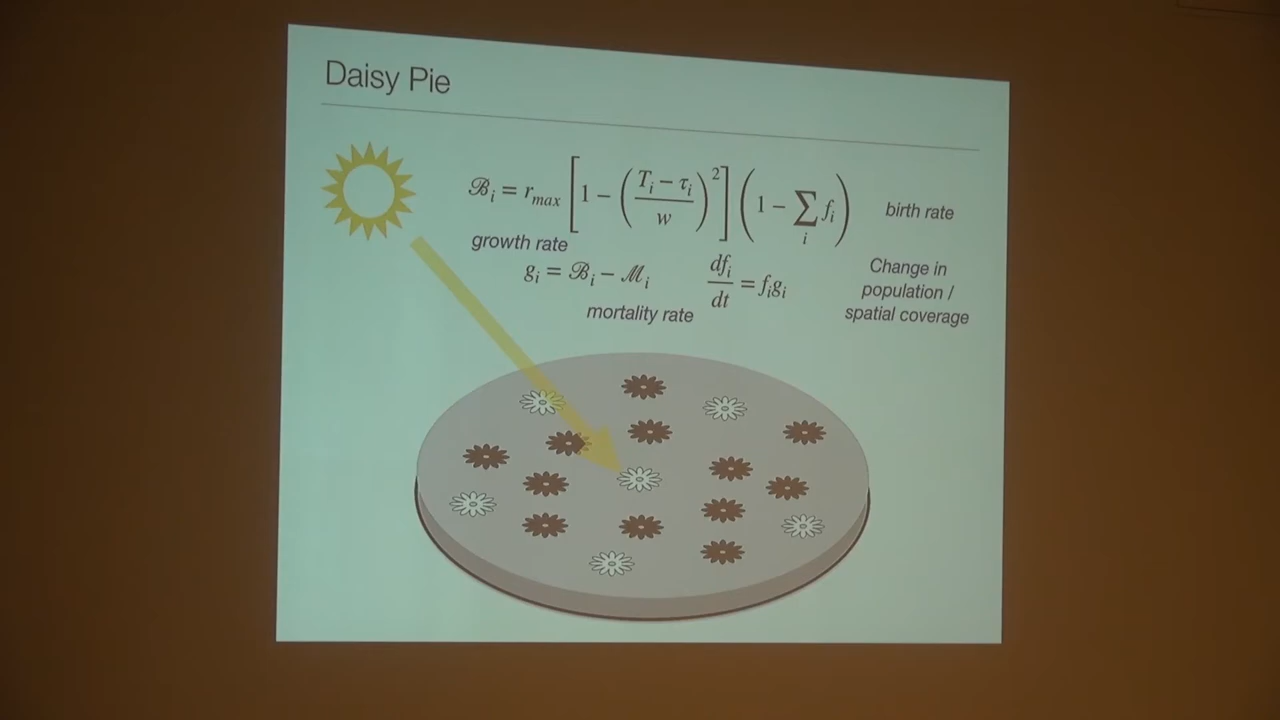 Daisy Pie
ℬᵢ = r_max [1 − ((Tᵢ − τᵢ) / w)²] (1 − ∑ᵢ fᵢ) birth rate
growth rate
gᵢ = ℬᵢ − ℳᵢ dfᵢ/dt = fᵢgᵢ
mortality rate
Change in
population /
spatial coverage